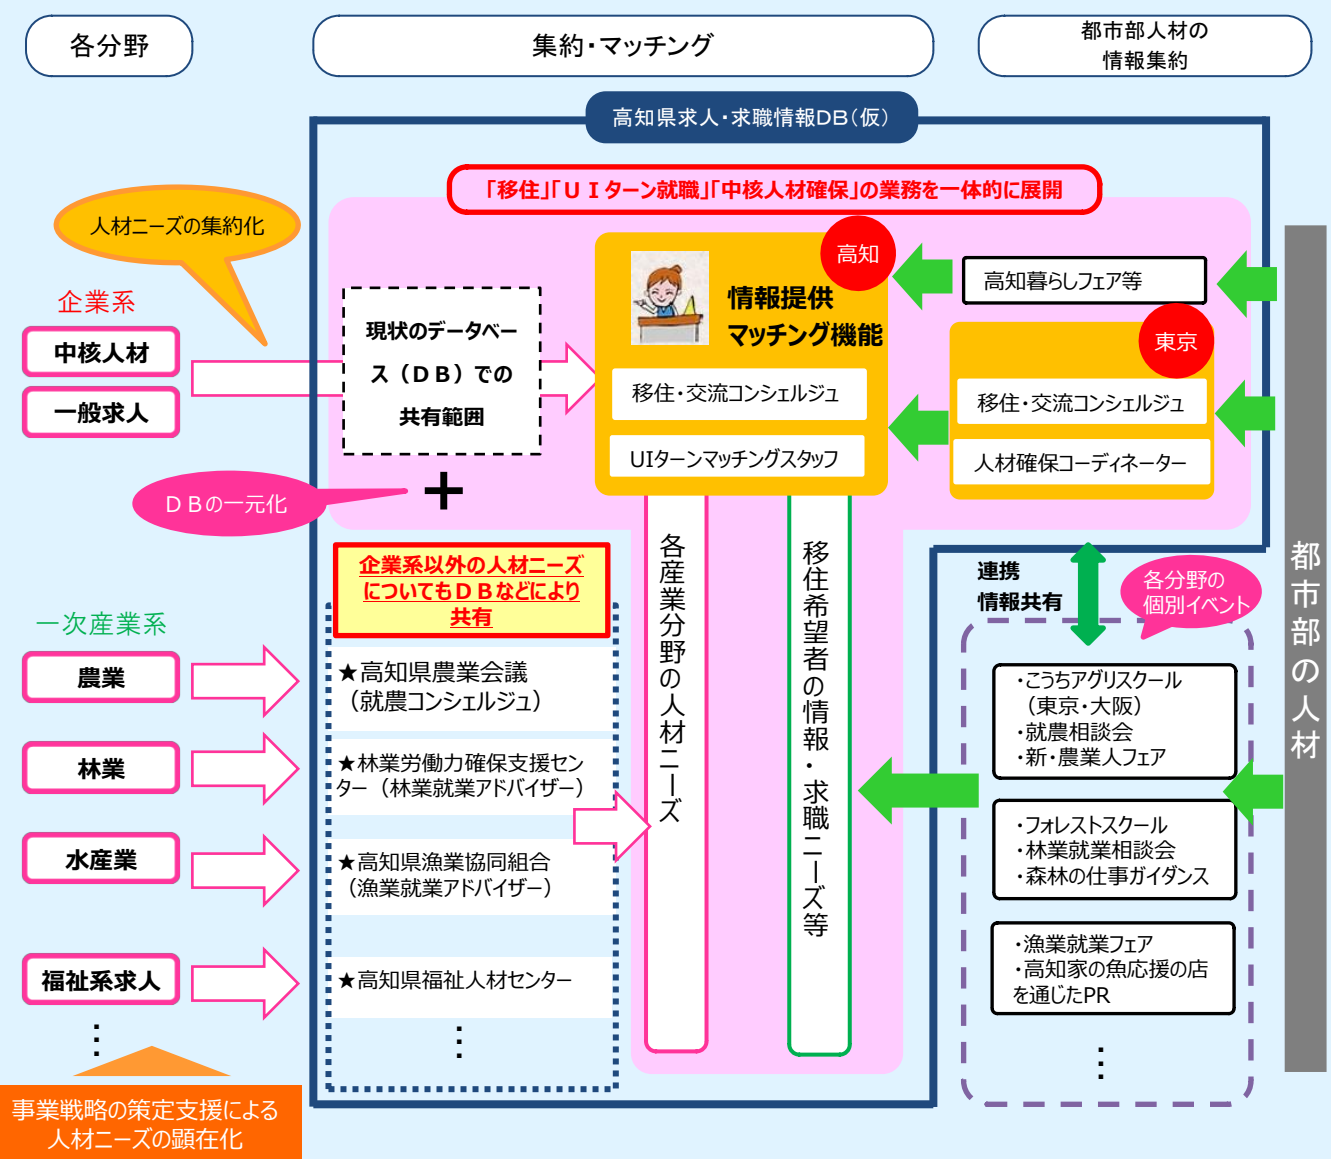 各分野
集約・マッチング
都市部人材の
情報集約
高知県求人・求職情報DB（仮）
「移住」「ＵＩターン就職」「中核人材確保」の業務を一体的に展開
人材ニーズの集約化
企業系
中核人材
一般求人
現状のデータベー
ス（ＤＢ）での
共有範囲
高知
情報提供
マッチング機能
移住・交流コンシェルジュ
UIターンマッチングスタッフ
高知暮らしフェア等
東京
移住・交流コンシェルジュ
人材確保コーディネーター
ＤＢの一元化
＋
企業系以外の人材ニーズ
についてもＤＢなどにより
共有
一次産業系
農業
林業
水産業
福祉系求人
⋮
★高知県農業会議
（就農コンシェルジュ）
★林業労働力確保支援セン
ター（林業就業アドバイザー）
★高知県漁業協同組合
（漁業就業アドバイザー）
★高知県福祉人材センター
⋮
各産業分野の人材ニーズ
移住希望者の情報・求職ニーズ等
連携
情報共有
各分野の
個別イベント
・こうちアグリスクール
（東京・大阪）
・就農相談会
・新・農業人フェア
・フォレストスクール
・林業就業相談会
・森林の仕事ガイダンス
・漁業就業フェア
・高知家の魚応援の店
を通じたPR
⋮
都市部の人材
事業戦略の策定支援による
人材ニーズの顕在化